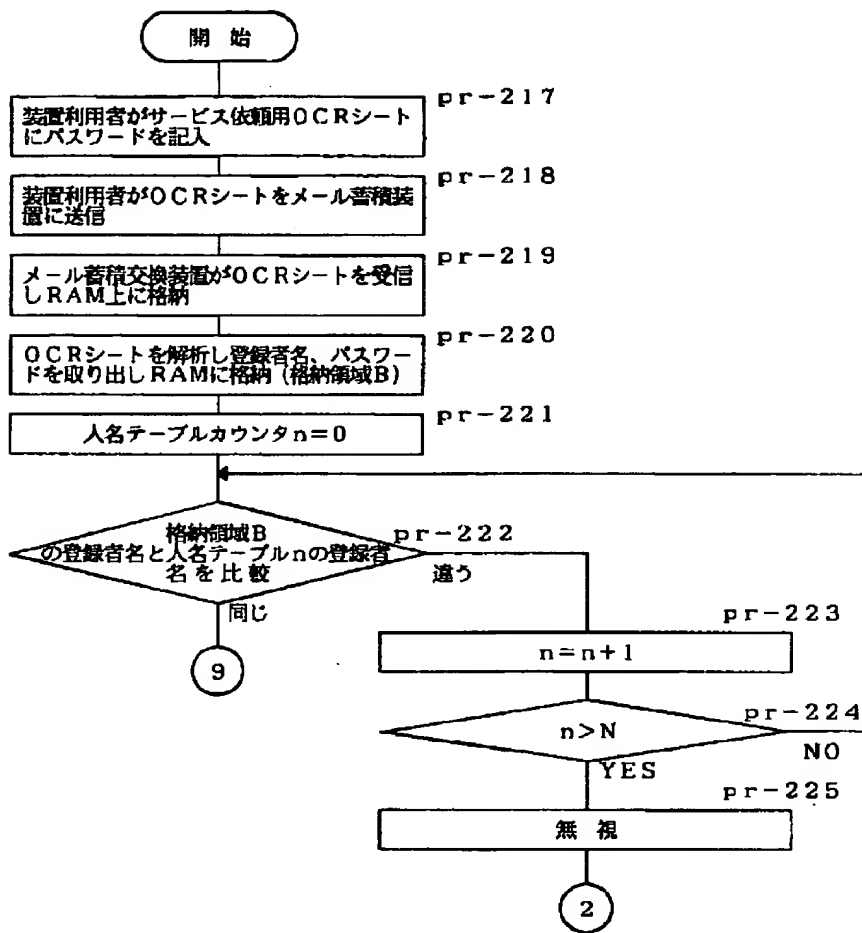 開 始
pr-217
装置利用者がサービス依頼用OCRシート
にパスワードを記入
pr-218
装置利用者がOCRシートをメール蓄積装
置に送信
pr-219
メール蓄積交換装置がOCRシートを受信
しRAM上に格納
pr-220
OCRシートを解析し登録者名、パスワー
ドを取り出しRAMに格納(格納領域B)
pr-221
人名テーブルカウンタn=0
pr-222
格納領域B
の登録者名と人名テーブルnの登録者
名を比較
違う
同じ
9
pr-223
n=n+1
pr-224
n>N
NO
YES
pr-225
無 視
2